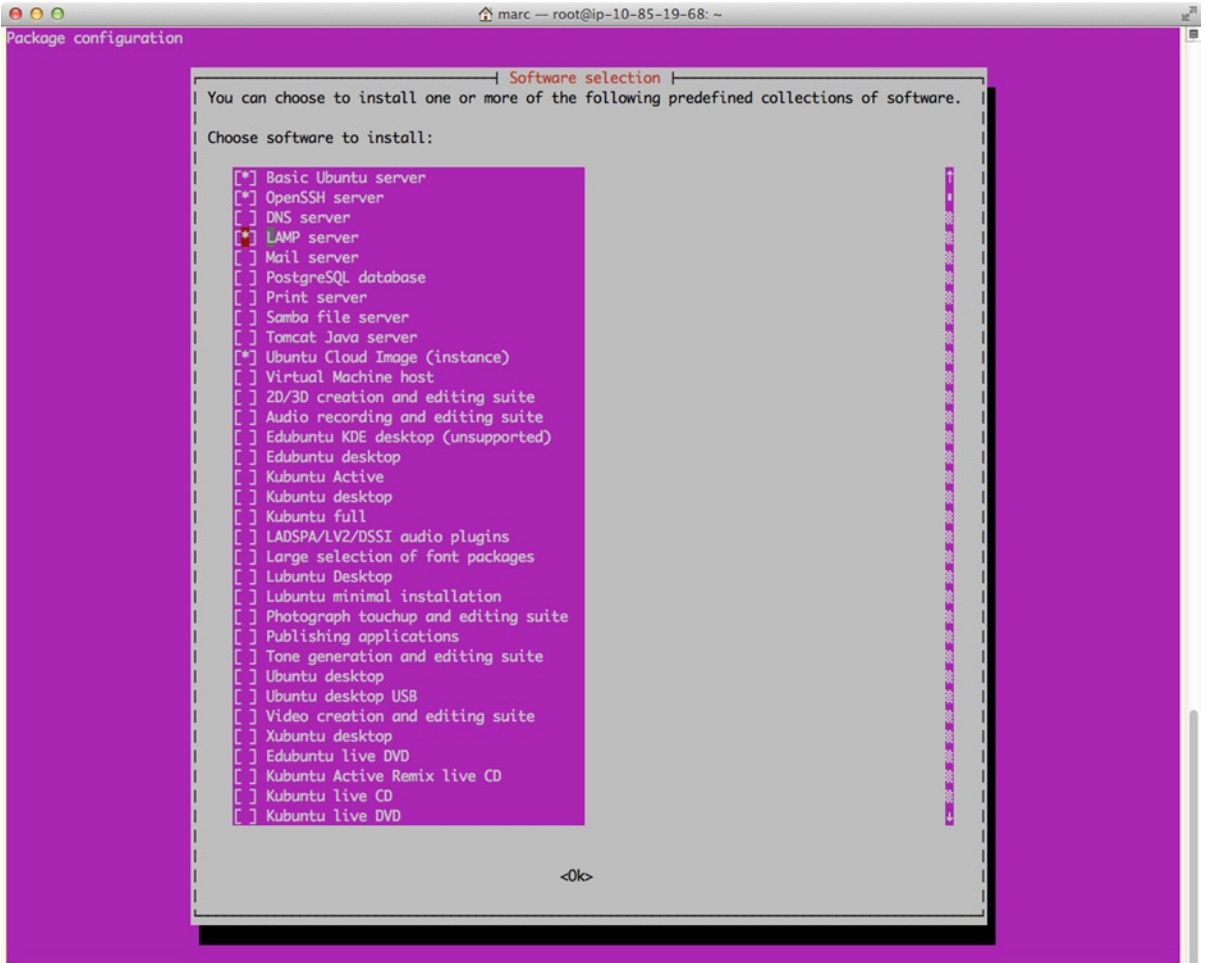 marc — root@ip-10-85-19-68: ~
Package configuration
Software selection
You can choose to install one or more of the following predefined collections of software.
Choose software to install:
[*] Basic Ubuntu server
[*] OpenSSH server
[ ] DNS server
[*] LAMP server
[ ] Mail server
[ ] PostgreSQL database
[ ] Print server
[ ] Samba file server
[ ] Tomcat Java server
[*] Ubuntu Cloud Image (instance)
[ ] Virtual Machine host
[ ] 2D/3D creation and editing suite
[ ] Audio recording and editing suite
[ ] Edubuntu KDE desktop (unsupported)
[ ] Edubuntu desktop
[ ] Kubuntu Active
[ ] Kubuntu desktop
[ ] Kubuntu full
[ ] LADSPA/LV2/DSSI audio plugins
[ ] Large selection of font packages
[ ] Lubuntu Desktop
[ ] Lubuntu minimal installation
[ ] Photograph touchup and editing suite
[ ] Publishing applications
[ ] Tone generation and editing suite
[ ] Ubuntu desktop
[ ] Ubuntu desktop USB
[ ] Video creation and editing suite
[ ] Xubuntu desktop
[ ] Edubuntu live DVD
[ ] Kubuntu Active Remix live CD
[ ] Kubuntu live CD
[ ] Kubuntu live DVD
<Ok>